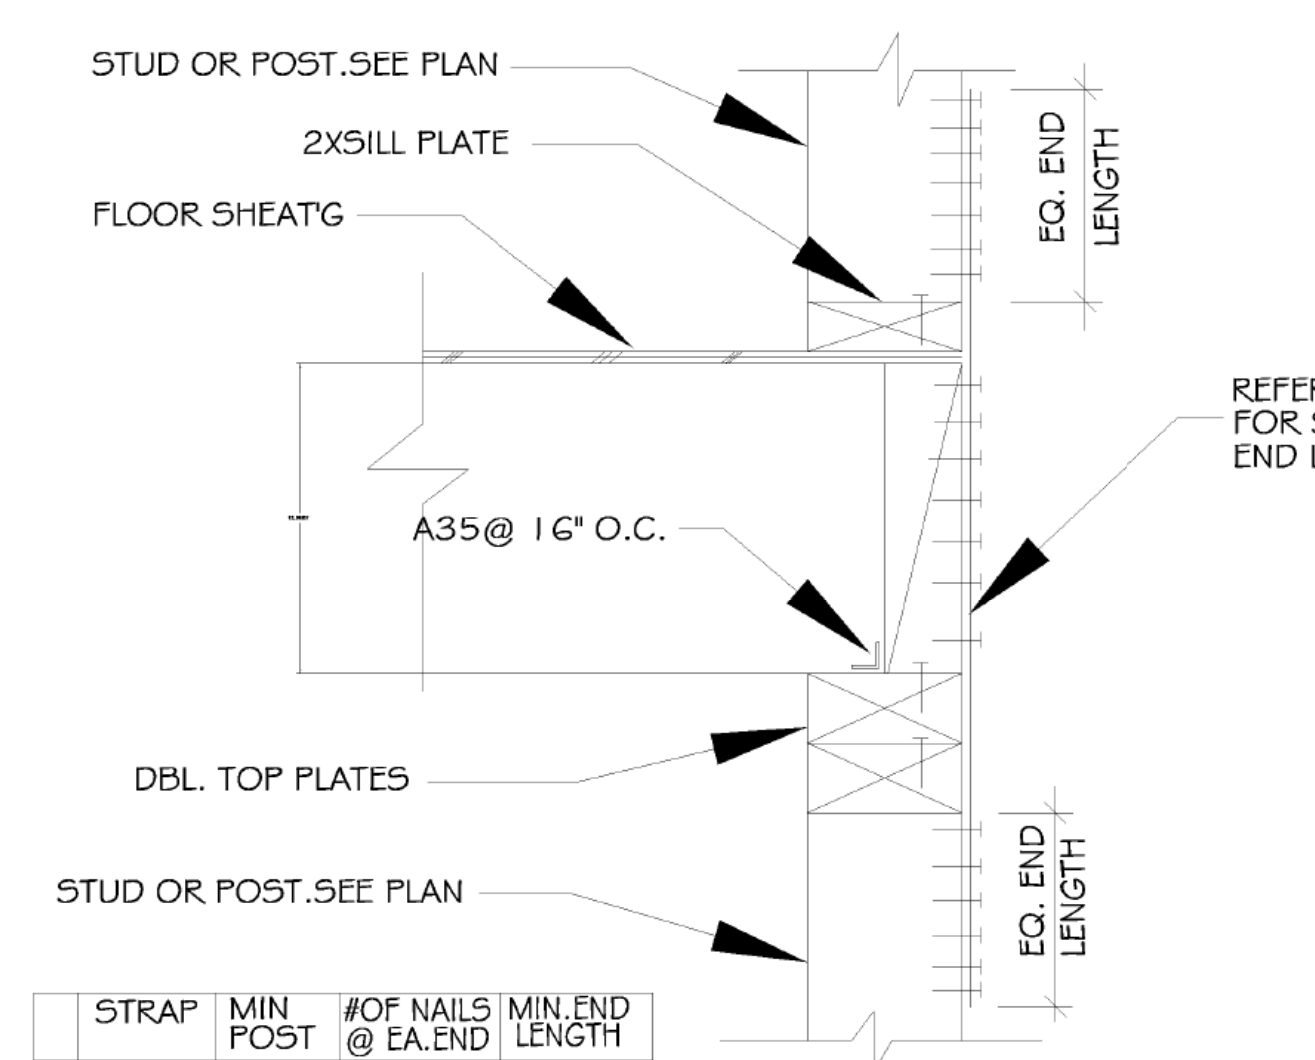 STUD OR POST.SEE PLAN
2XSILL PLATE
FLOOR SHEAT'G
EQ. END
LENGTH
FOR
END
A35@ 16" O.C.
DBL. TOP PLATES
STUD OR POST.SEE PLAN
EQ. END
LENGTH
STRAP
MIN
POST
#OF NAILS
@ EA.END
MIN.END
LENGTH